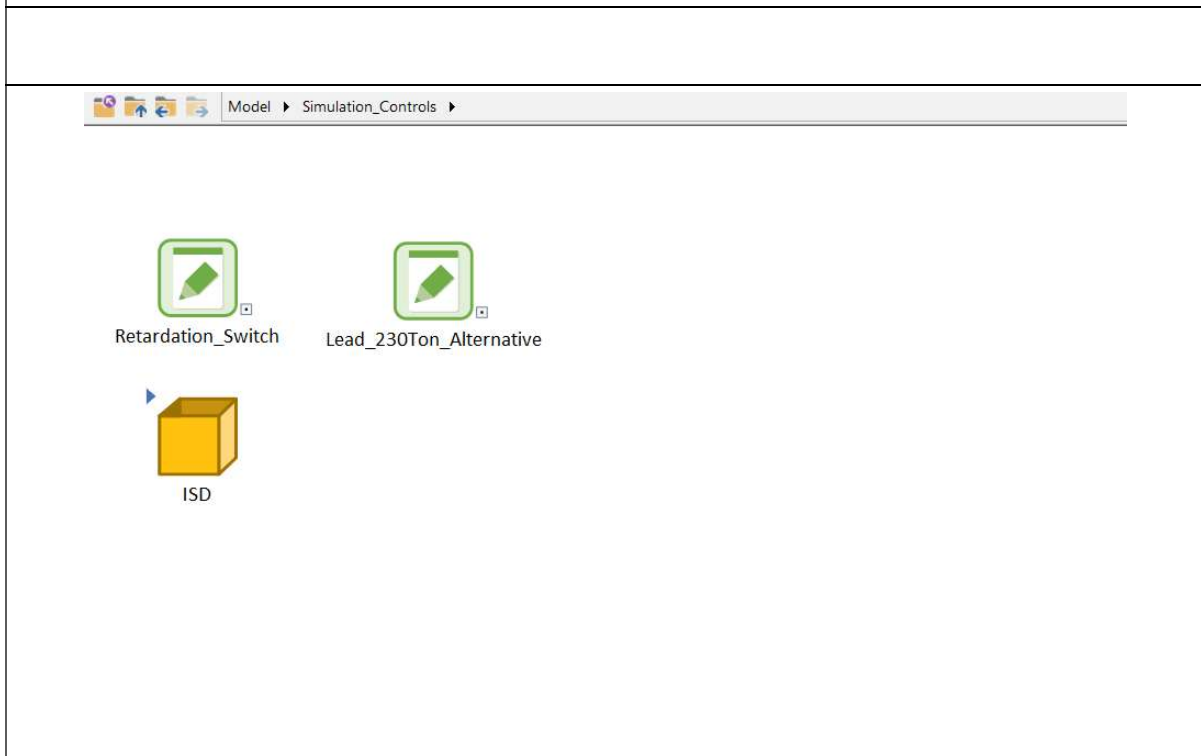 Model Simulation_Controls
Retardation_Switch Lead_230Ton_Alternative
ISD